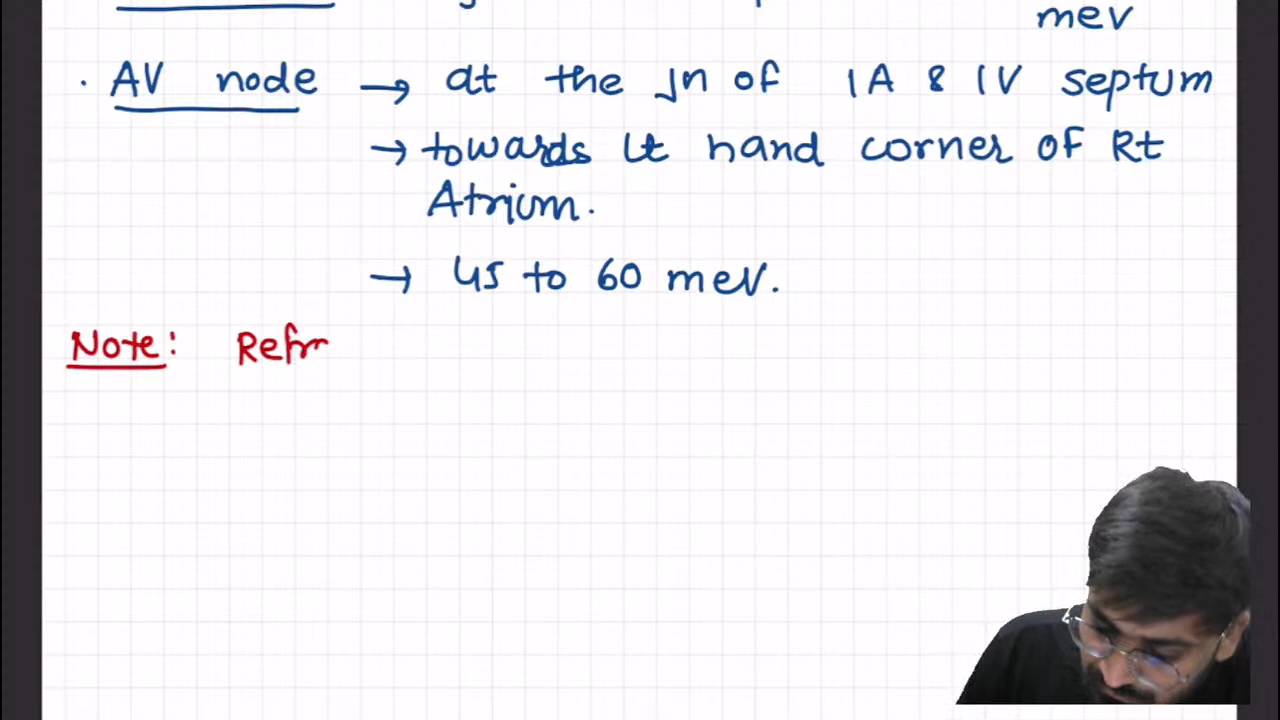 mev
· AV node → at the Jn of IA & IV septum
→ towards Lt hand corner of Rt
Atrium.
→ 45 to 60 mev.
Note: Refr